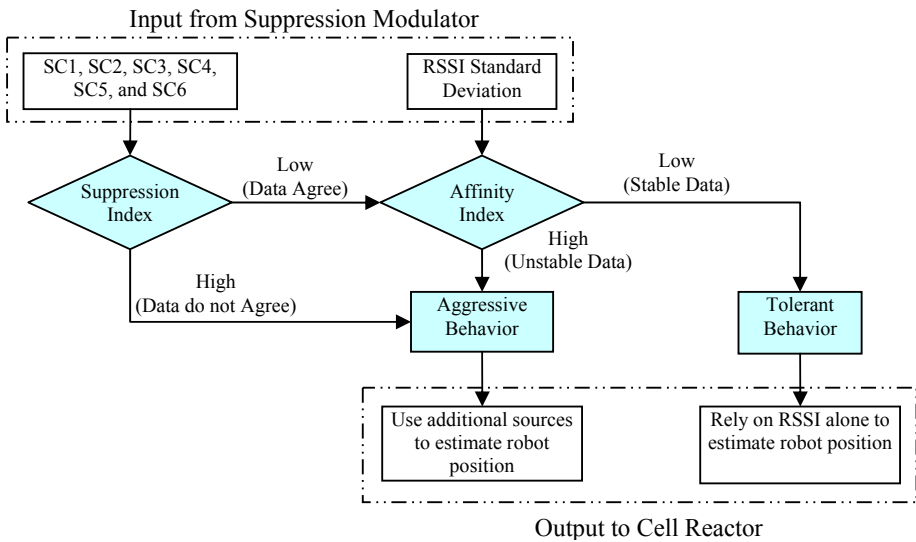 Input from Suppression Modulator
SC1, SC2, SC3, SC4,
SC5, and SC6
RSSI Standard
Deviation
Suppression
Index
Low
(Data Agree)
Affinity
Index
Low
(Stable Data)
High
(Unstable Data)
High
(Data do not Agree)
Aggressive
Behavior
Tolerant
Behavior
Use additional sources
to estimate robot
position
Rely on RSSI alone to
estimate robot position
Output to Cell Reactor